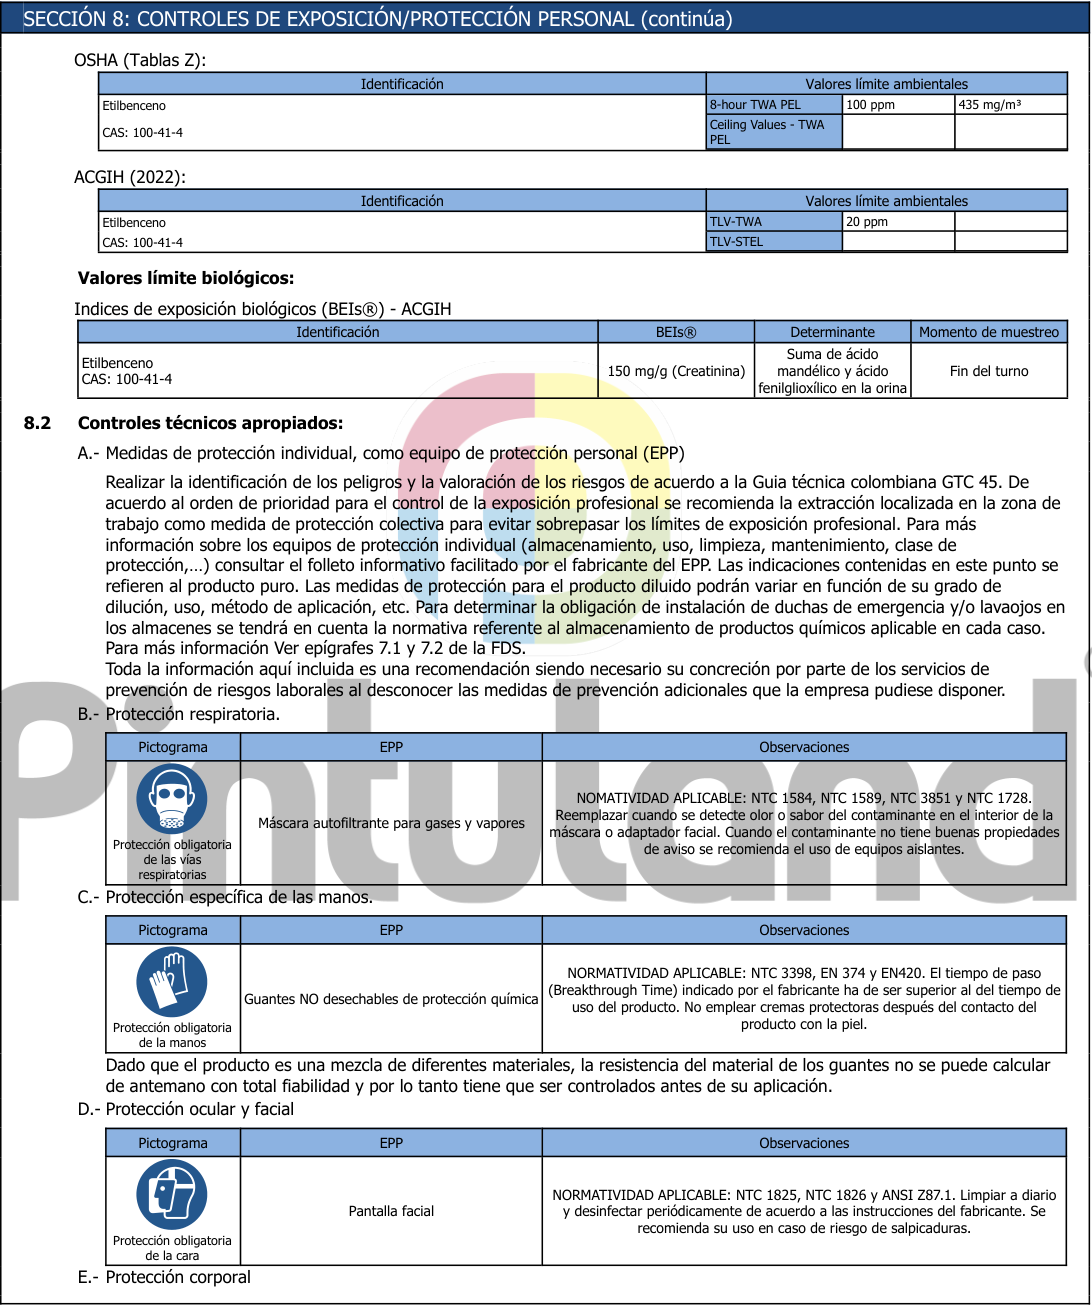 SECCIÓN 8: CONTROLES DE EXPOSICIÓN/PROTECCIÓN PERSONAL (continúa)
OSHA (Tablas Z):
Identificación Valores límite ambientales
Etilbenceno 8-hour TWA PEL 100 ppm 435 mg/m³
CAS: 100-41-4 Ceiling Values - TWA
PEL
ACGIH (2022):
Identificación Valores límite ambientales
Etilbenceno TLV-TWA 20 ppm
CAS: 100-41-4 TLV-STEL
Valores límite biológicos:
Indices de exposición biológicos (BEIs®) - ACGIH
Identificación BEIs® Determinante Momento de muestreo
Etilbenceno
CAS: 100-41-4
150 mg/g (Creatinina)
Suma de ácido
mandélico y ácido
fenilglioxílico en la orina
Fin del turno
8.2 Controles técnicos apropiados:
A.- Medidas de protección individual, como equipo de protección personal (EPP)
Realizar la identificación de los peligros y la valoración de los riesgos de acuerdo a la Guia técnica colombiana GTC 45. De
acuerdo al orden de prioridad para el control de la exposición profesional se recomienda la extracción localizada en la zona de
trabajo como medida de protección colectiva para evitar sobrepasar los límites de exposición profesional. Para más
información sobre los equipos de protección individual (almacenamiento, uso, limpieza, mantenimiento, clase de
protección,...) consultar el folleto informativo facilitado por el fabricante del EPP. Las indicaciones contenidas en este punto se
refieren al producto puro. Las medidas de protección para el producto diluido podrán variar en función de su grado de
dilución, uso, método de aplicación, etc. Para determinar la obligación de instalación de duchas de emergencia y/o lavaojos en
los almacenes se tendrá en cuenta la normativa referente al almacenamiento de productos químicos aplicable en cada caso.
Para más información Ver epígrafes 7.1 y 7.2 de la FDS.
Toda la información aquí incluida es una recomendación siendo necesario su concreción por parte de los servicios de
prevención de riesgos laborales al desconocer las medidas de prevención adicionales que la empresa pudiese disponer.
Pintuland
B.- Protección respiratoria.
Pictograma EPP Observaciones
Protección obligatoria
de las vías
respiratorias
Máscara autofiltrante para gases y vapores
NOMATIVIDAD APLICABLE: NTC 1584, NTC 1589, NTC 3851 y NTC 1728.
Reemplazar cuando se detecte olor o sabor del contaminante en el interior de la
máscara o adaptador facial. Cuando el contaminante no tiene buenas propiedades
de aviso se recomienda el uso de equipos aislantes.
C.- Protección específica de las manos.
Pictograma EPP Observaciones
Protección obligatoria
de la manos
Guantes NO desechables de protección química
NORMATIVIDAD APLICABLE: NTC 3398, EN 374 y EN420. El tiempo de paso
(Breakthrough Time) indicado por el fabricante ha de ser superior al del tiempo de
uso del producto. No emplear cremas protectoras después del contacto del
producto con la piel.
Dado que el producto es una mezcla de diferentes materiales, la resistencia del material de los guantes no se puede calcular
de antemano con total fiabilidad y por lo tanto tiene que ser controlados antes de su aplicación.
D.- Protección ocular y facial
Pictograma EPP Observaciones
Protección obligatoria
de la cara
Pantalla facial
NORMATIVIDAD APLICABLE: NTC 1825, NTC 1826 y ANSI Z87.1. Limpiar a diario
y desinfectar periódicamente de acuerdo a las instrucciones del fabricante. Se
recomienda su uso en caso de riesgo de salpicaduras.
E.- Protección corporal